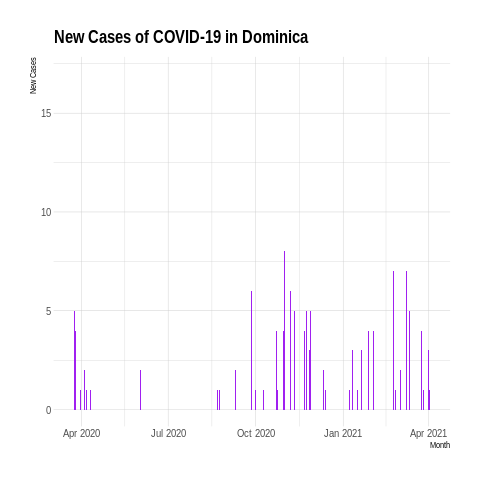 New Cases of COVID-19 in Dominica
New Cases
15
10
5
0
Apr 2020 Jul 2020 Oct 2020 Jan 2021 Apr 2021
Month